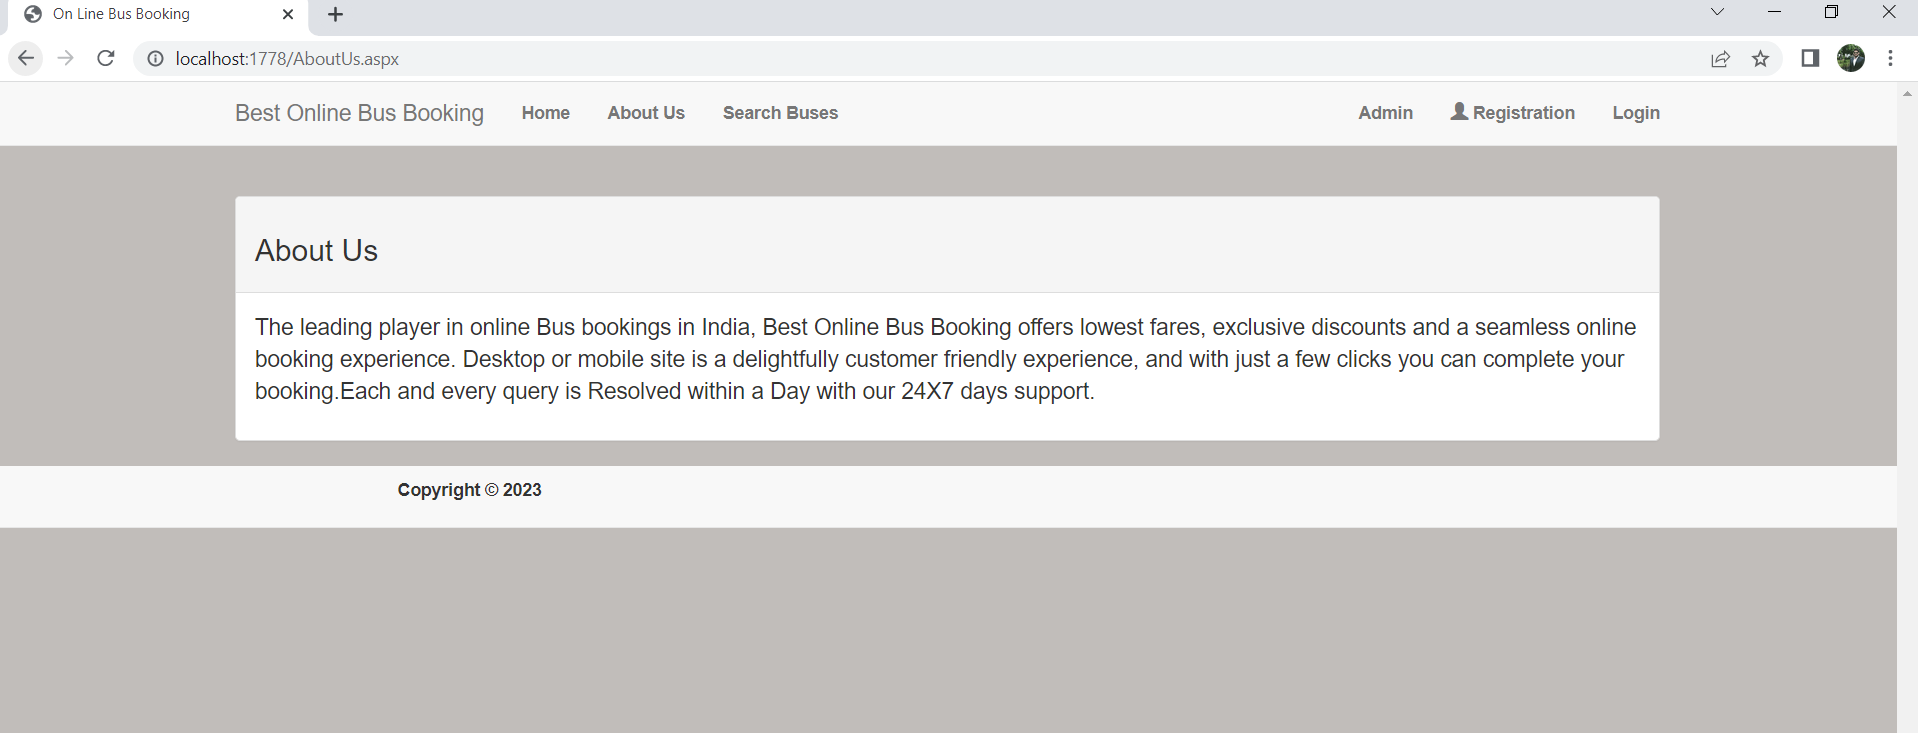 On Line Bus Booking
localhost:1778/AboutUs.aspx
Best Online Bus Booking Home About Us Search Buses Admin Registration Login
About Us
The leading player in online Bus bookings in India, Best Online Bus Booking offers lowest fares, exclusive discounts and a seamless online
booking experience. Desktop or mobile site is a delightfully customer friendly experience, and with just a few clicks you can complete your
booking.Each and every query is Resolved within a Day with our 24X7 days support.
Copyright © 2023